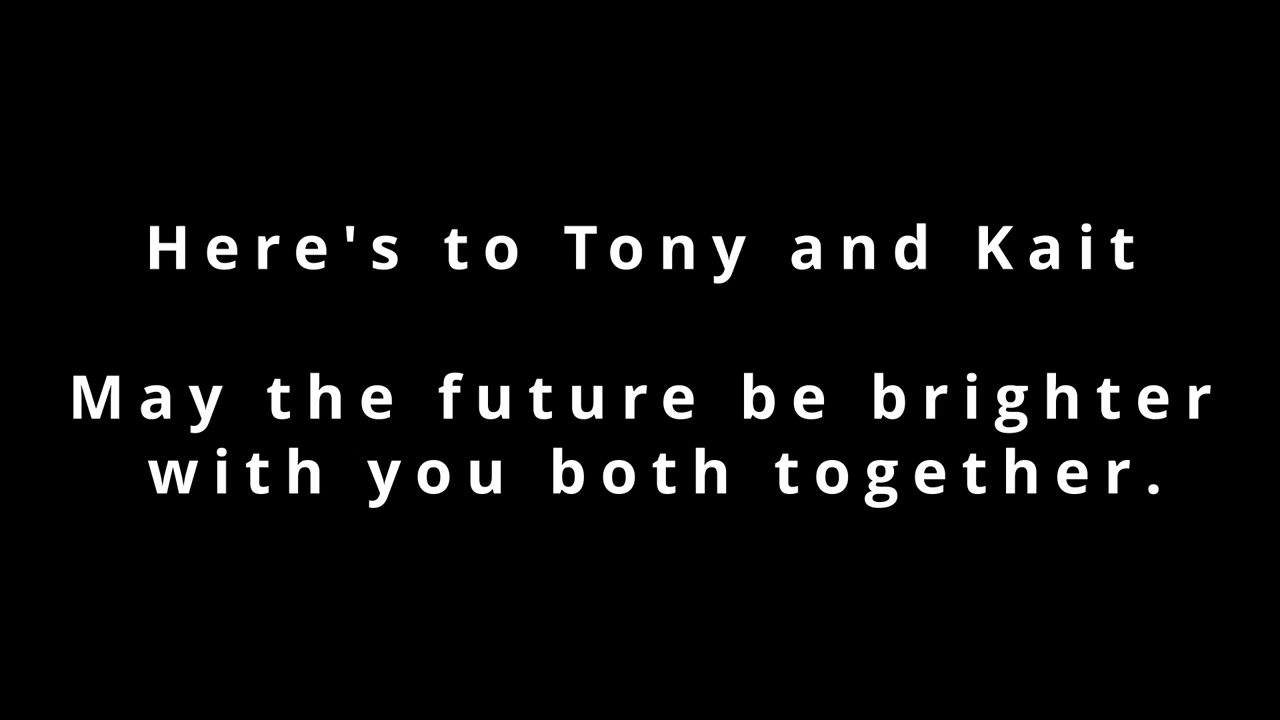 Here's to Tony and Kait
May the future be brighter
with you both together.